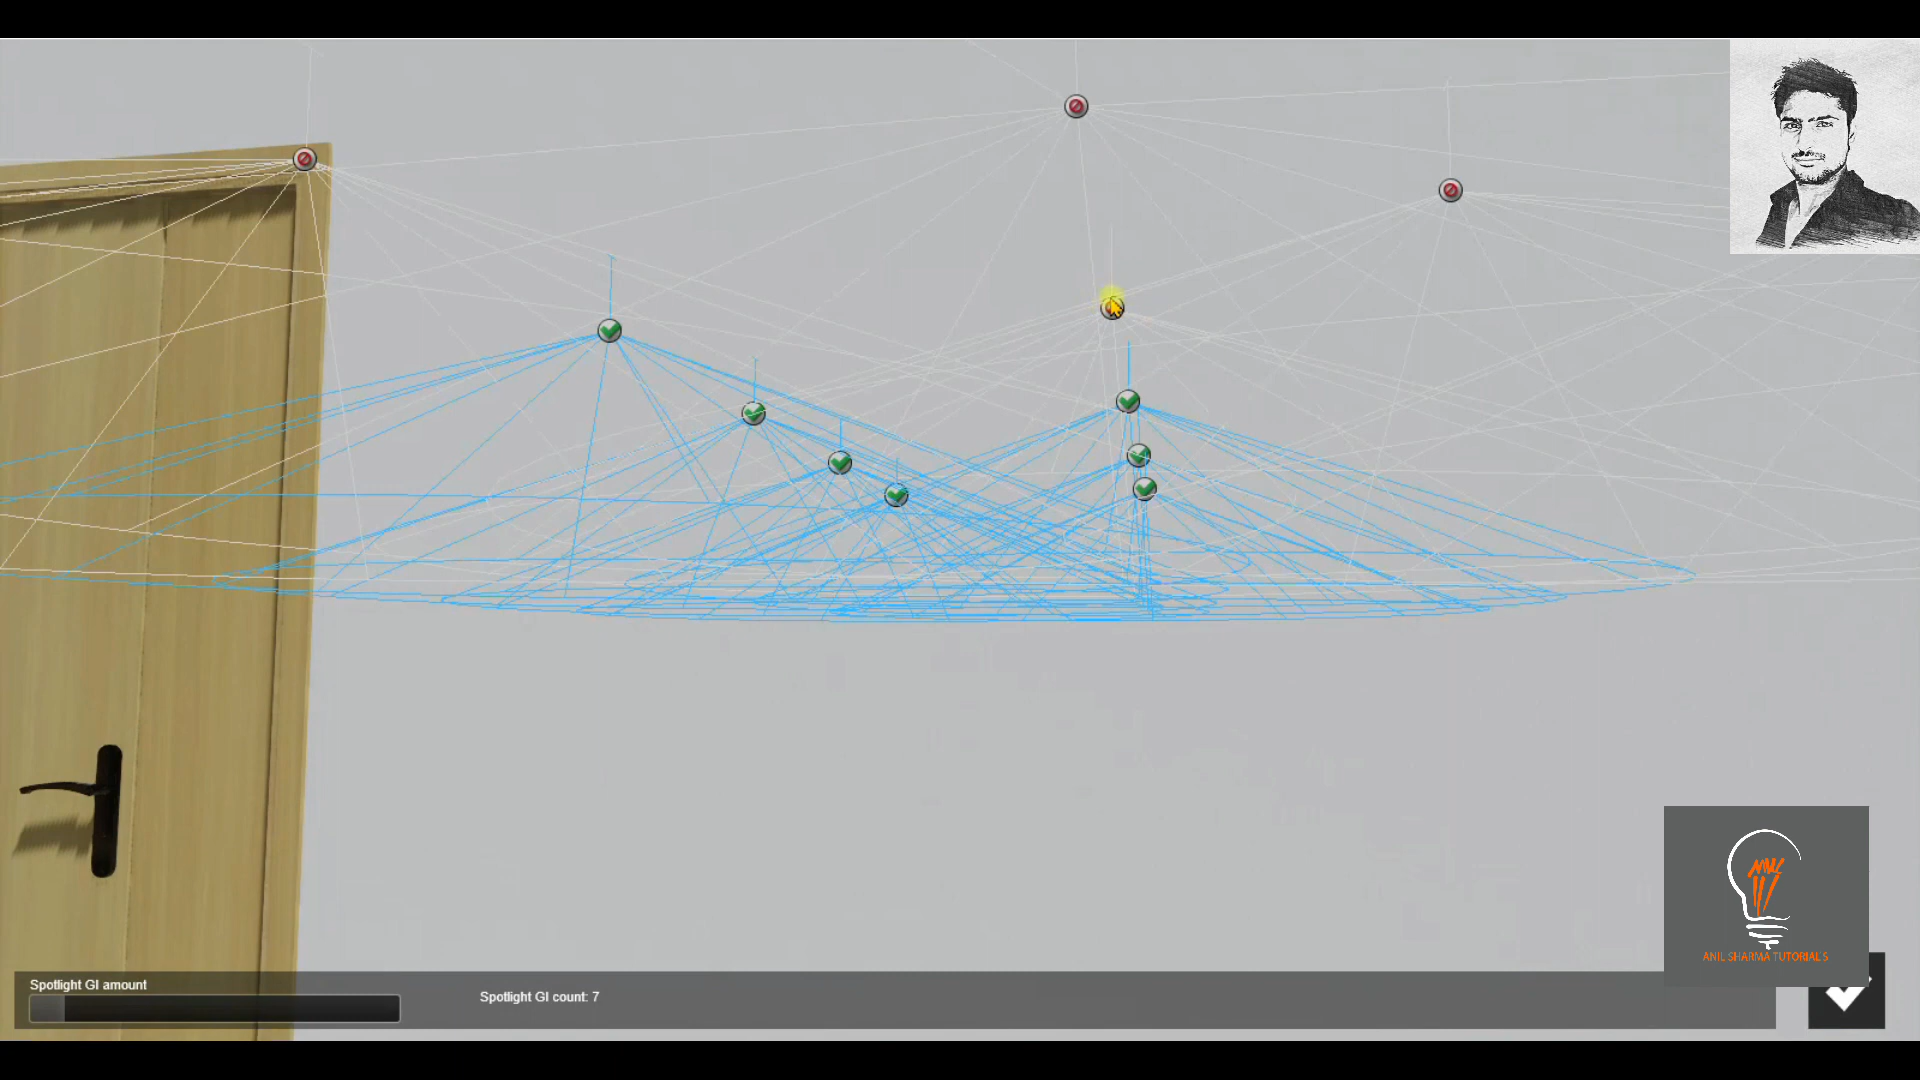 Spotlight GI amount
Spotlight GI count: 7
ANIL SHARMA TUTORIALS